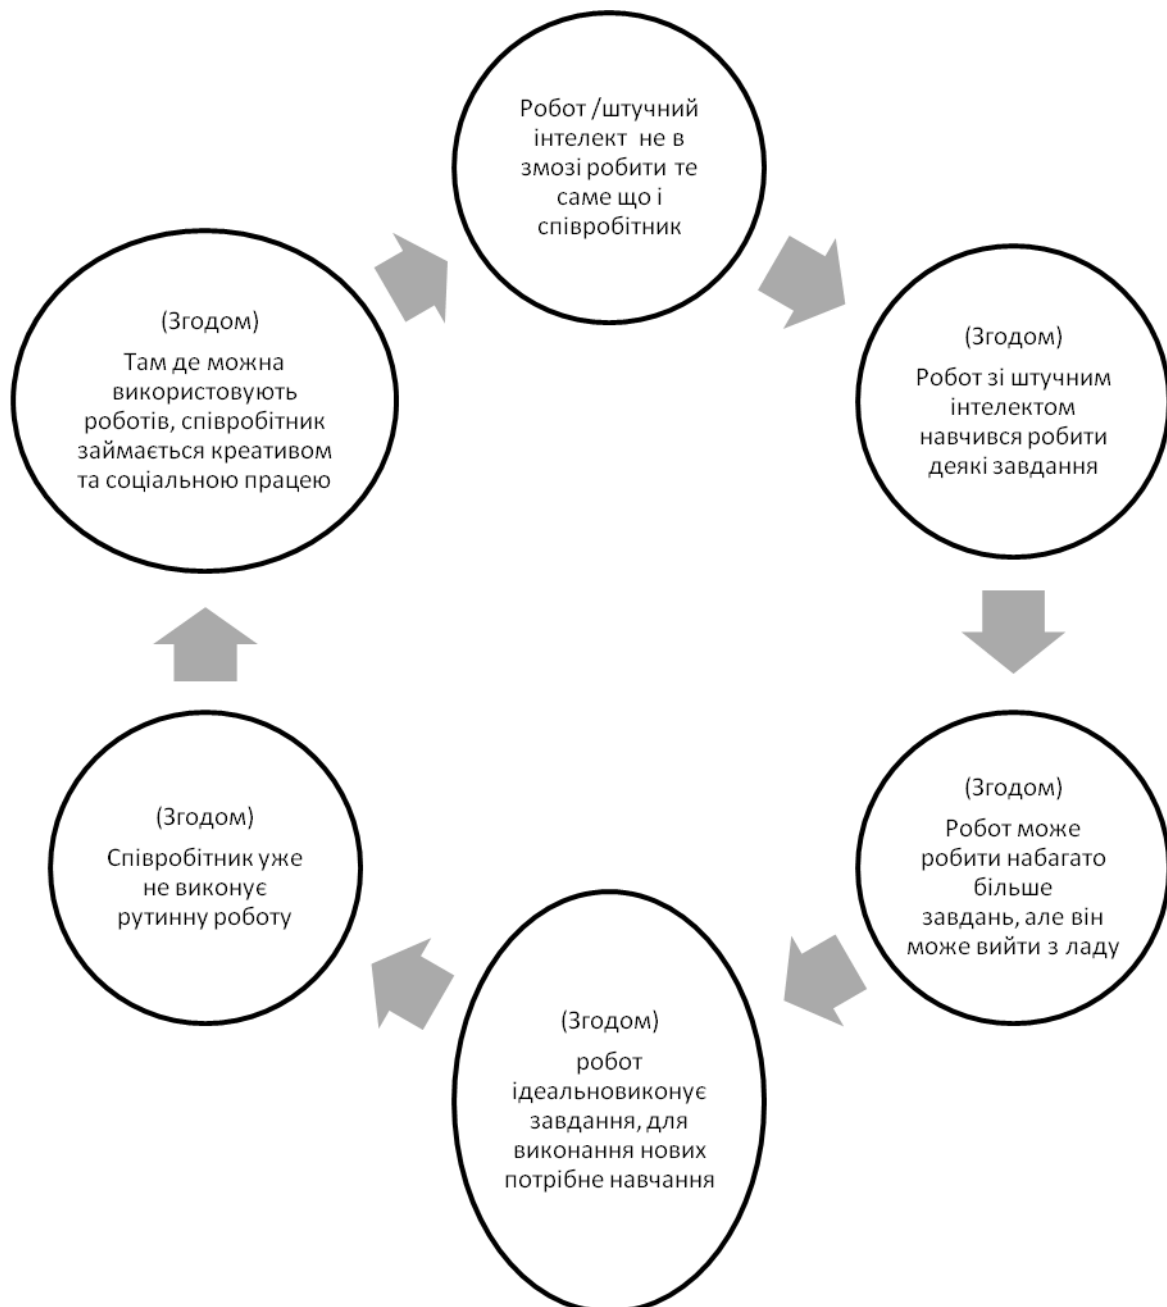 Робот /штучний
інтелект не в
змозі робити те
саме що і
співробітник
(Згодом)
Робот зі штучним
інтелектом
навчився робити
деякі завдання
(Згодом)
Робот може
робити набагато
більше
завдань, але він
може вийти з ладу
(Згодом)
робот
ідеальновиконує
завдання, для
виконання нових
потрібне навчання
(Згодом)
Співробітник уже
не виконує
рутинну роботу
(Згодом)
Там де можна
використовують
роботів, співробітник
займається креативом
та соціальною працею